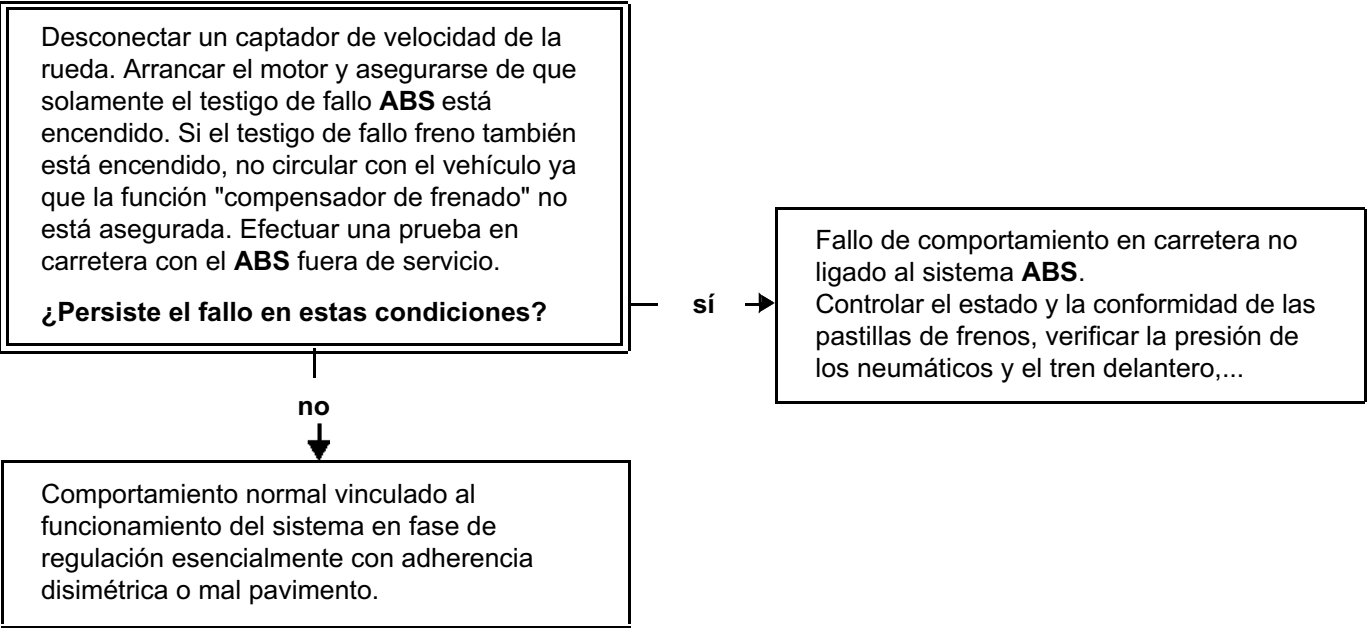 Desconectar un captador de velocidad de la
rueda. Arrancar el motor y asegurarse de que
solamente el testigo de fallo ABS está
encendido. Si el testigo de fallo freno también
está encendido, no circular con el vehículo ya
que la función "compensador de frenado" no
está asegurada. Efectuar una prueba en
carretera con el ABS fuera de servicio.
¿Persiste el fallo en estas condiciones?
sí
Fallo de comportamiento en carretera no
ligado al sistema ABS.
Controlar el estado y la conformidad de las
pastillas de frenos, verificar la presión de
los neumáticos y el tren delantero,...
no
Comportamiento normal vinculado al
funcionamiento del sistema en fase de
regulación esencialmente con adherencia
disimétrica o mal pavimento.